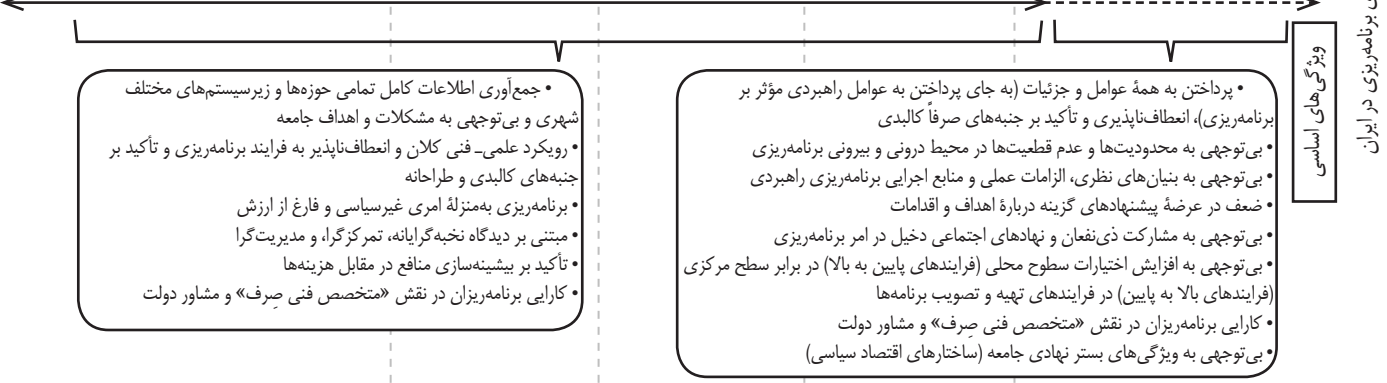 ی برنامه‌ریزی در ایران
ویژگی‌های اساسی
• پرداختن به همهٔ عوامل و جزئیات (به جای پرداختن به عوامل راهبردی مؤثر بر
برنامه‌ریزی)، انعطاف‌ناپذیری و تأکید بر جنبه‌های صرفاً کالبدی
• بی‌توجهی به محدودیت‌ها و عدم قطعیت‌ها در محیط درونی و بیرونی برنامه‌ریزی
• بی‌توجهی به بنیان‌های نظری، الزامات عملی و منابع اجرایی برنامه‌ریزی راهبردی
• ضعف در عرضهٔ پیشنهادهای گزینه دربارهٔ اهداف و اقدامات
• بی‌توجهی به مشارکت ذی‌نفعان و نهادهای اجتماعی دخیل در امر برنامه‌ریزی
• بی‌توجهی به افزایش اختیارات سطوح محلی (فرایندهای پایین به بالا) در برابر سطح مرکزی
(فرایندهای بالا به پایین) در فرایندهای تهیه و تصویب برنامه‌ها
• کارایی برنامه‌ریزان در نقش «متخصص فنی صِرف» و مشاور دولت
• بی‌توجهی به ویژگی‌های بستر نهادی جامعه (ساختارهای اقتصاد سیاسی)
• جمع‌آوری اطلاعات کامل تمامی حوزه‌ها و زیرسیستم‌های مختلف
شهری و بی‌توجهی به مشکلات و اهداف جامعه
• رویکرد علمی‌ـ فنی کلان و انعطاف‌ناپذیر به فرایند برنامه‌ریزی و تأکید بر
جنبه‌های کالبدی و طراحانه
• برنامه‌ریزی به‌منزلهٔ امری غیرسیاسی و فارغ از ارزش
• مبتنی بر دیدگاه نخبه‌گرایانه، تمرکزگرا، و مدیریت‌گرا
• تأکید بر بیشینه‌سازی منافع در مقابل هزینه‌ها
• کارایی برنامه‌ریزان در نقش «متخصص فنی صِرف» و مشاور دولت